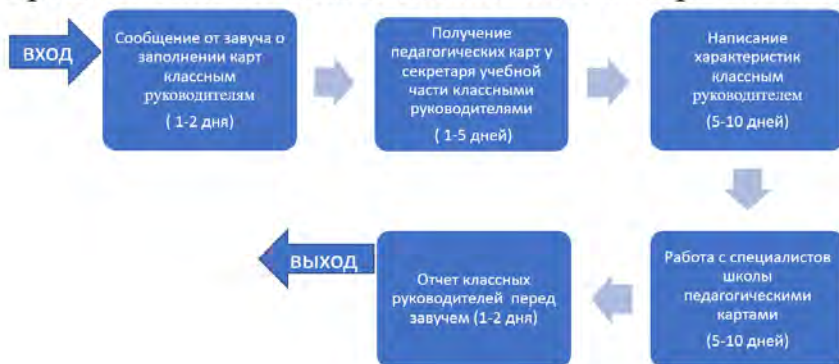 ВХОД
Сообщение от завуча о
заполнении карт
классным
руководителям
( 1-2 дня)
Получение
педагогических карт у
секретаря учебной
части классными
руководителями
( 1-5 дней)
Написание
характеристик
классным
руководителем
(5-10 дней)
Работа с специалистов
школы
педагогическими
картами
(5-10 дней)
Отчет классных
руководителей перед
завучем (1-2 дня)
ВЫХОД